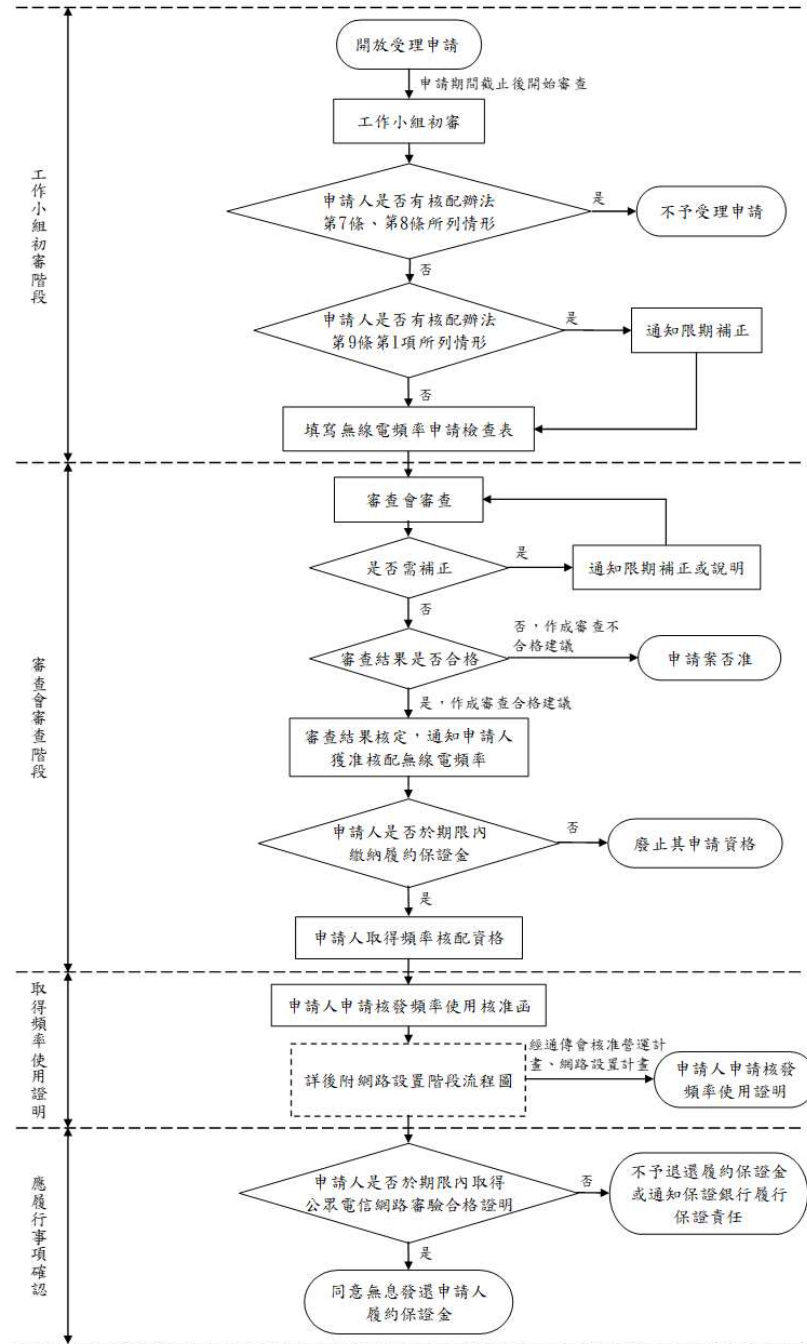 開放受理申請
申請期間截止後開始審查
工作小組初審
申請人是否有核配辦法
第7條、第8條所列情形
是
不予受理申請
否
申請人是否有核配辦法
第9條第1項所列情形
是
通知限期補正
否
填寫無線電頻率申請檢查表
工作小組初審階段
審查會審查
是否需補正
是
通知限期補正或說明
否
審查結果是否合格
否，作成審查不
合格建議
申請案否准
是，作成審查合格建議
審查結果核定，通知申請人
獲准核配無線電頻率
申請人是否於期限內
繳納履約保證金
否
廢止其申請資格
是
申請人取得頻率核配資格
審查會審查階段
申請人申請核發頻率使用核准函
詳後附網路設置階段流程圖
經通傳會核准營運計
畫、網路設置計畫
申請人申請核發
頻率使用證明
取得頻率使用證明
申請人是否於期限內取得
公眾電信網路審驗合格證明
否
不予退還履約保證金
或通知保證銀行履行
保證責任
是
同意無息發還申請人
履約保證金
應履行事項確認